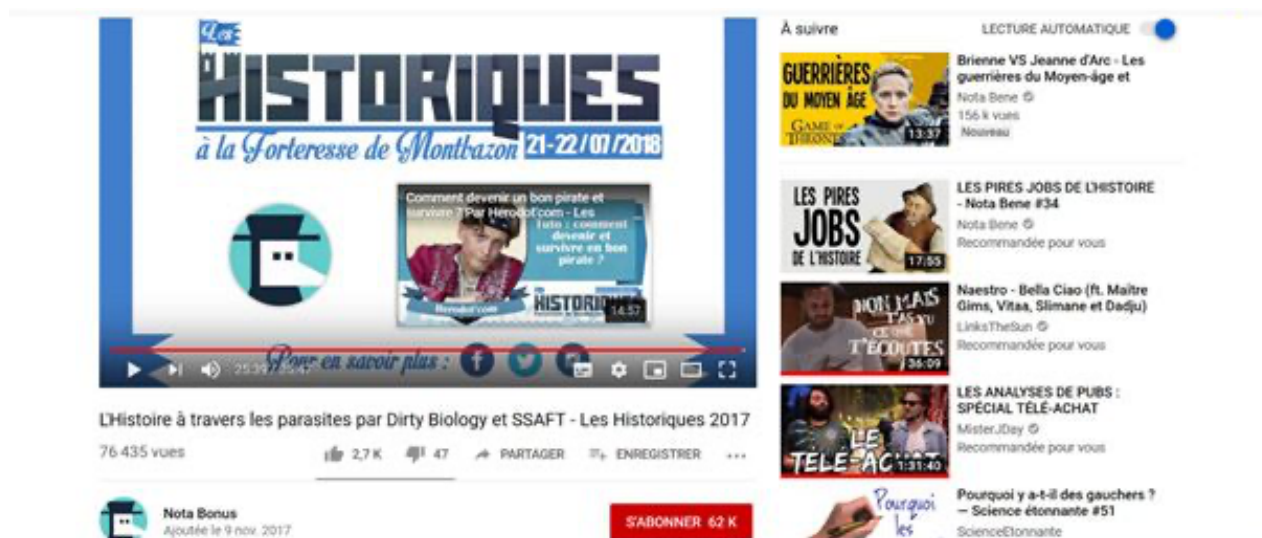 Les
HISTORIQUES
à la Forteresse de Montbazon 21-22/07/2018
Comment devenir un bon pirate et
survivre ? Par Herodot'com - Les
Tuto : comment
devenir et
survivre en bon
pirate ?
Herodot'com
HISTORIQUES
14:57
Pour en savoir plus :
25:39
L'Histoire à travers les parasites par Dirty Biology et SSAFT - Les Historiques 2017
76 435 vues
2,7 K
47
PARTAGER
ENREGISTRER
Nota Bonus
Ajoutée le 9 nov. 2017
S'ABONNER 62 K
À suivre
LECTURE AUTOMATIQUE
GUERRIÈRES
DU MOYEN ÂGE
GAME OF
THRONES
13:37
Brienne VS Jeanne d'Arc - Les
guerrières du Moyen-âge et
Nota Bene
156 k vues
Nouveau
LES PIRES
JOBS
DE L'HISTOIRE
17:55
LES PIRES JOBS DE L'HISTOIRE
- Nota Bene #34
Nota Bene
Recommandée pour vous
NON MAIS
T'AS VU
CE QUE
T'ÉCOUTES
36:09
Naestro - Bella Ciao (ft. Maître
Gims, Vitaa, Slimane et Dadju)
LinksTheSun
Recommandée pour vous
LE
TÉLÉ-ACHAT
1:31:40
LES ANALYSES DE PUBS :
SPÉCIAL TÉLÉ-ACHAT
MisterJDay
Recommandée pour vous
Pourquoi
les
Pourquoi y a-t-il des gauchers ?
— Science étonnante #51
ScienceEtonnante